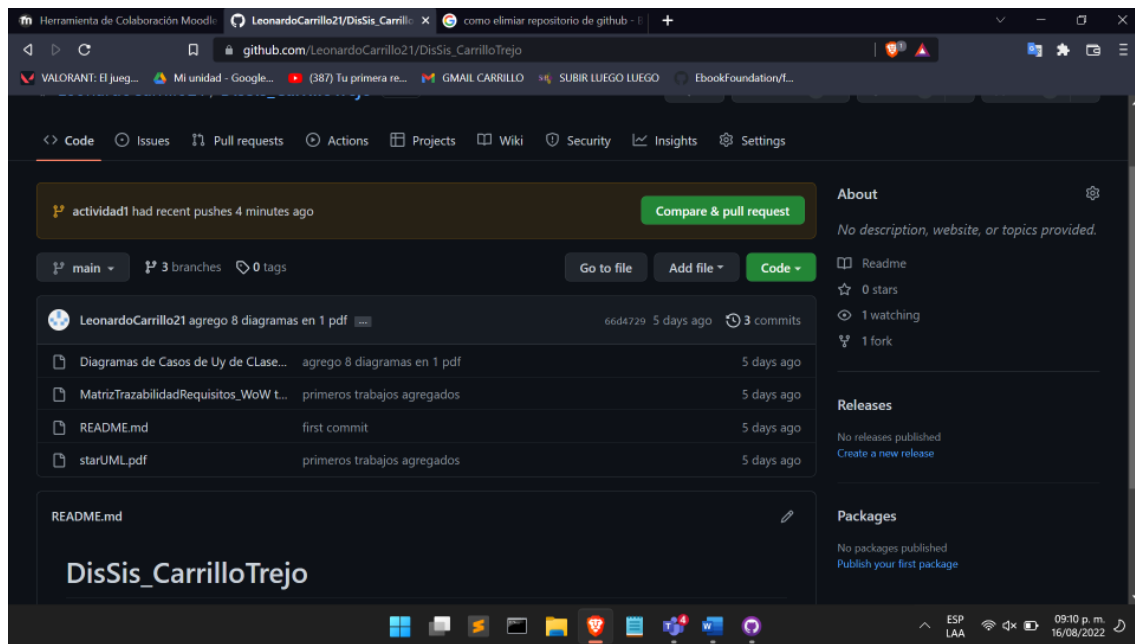 Herramienta de Colaboración Moodle
LeonardoCarrillo21/DisSis_Carrillo
como elimiar repositorio de github - B
github.com/LeonardoCarrillo21/DisSis_CarrilloTrejo
VALORANT: El jueg...
Mi unidad - Google...
(387) Tu primera re...
GMAIL CARRILLO
SUBIR LUEGO LUEGO
EbookFoundation/f...
Code
Issues
Pull requests
Actions
Projects
Wiki
Security
Insights
Settings
actividad1 had recent pushes 4 minutes ago
Compare & pull request
main
3 branches
0 tags
Go to file
Add file
Code
LeonardoCarrillo21 agrego 8 diagramas en 1 pdf ...
66d4729 5 days ago
3 commits
Diagramas de Casos de Uy de CLase...
agrego 8 diagramas en 1 pdf
5 days ago
MatrizTrazabilidadRequisitos_WoW t...
primeros trabajos agregados
5 days ago
README.md
first commit
5 days ago
starUML.pdf
primeros trabajos agregados
5 days ago
README.md
DisSis_CarrilloTrejo
About
No description, website, or topics provided.
Readme
0 stars
1 watching
1 fork
Releases
No releases published
Create a new release
Packages
No packages published
Publish your first package
ESP
LAA
09:10 p. m.
16/08/2022